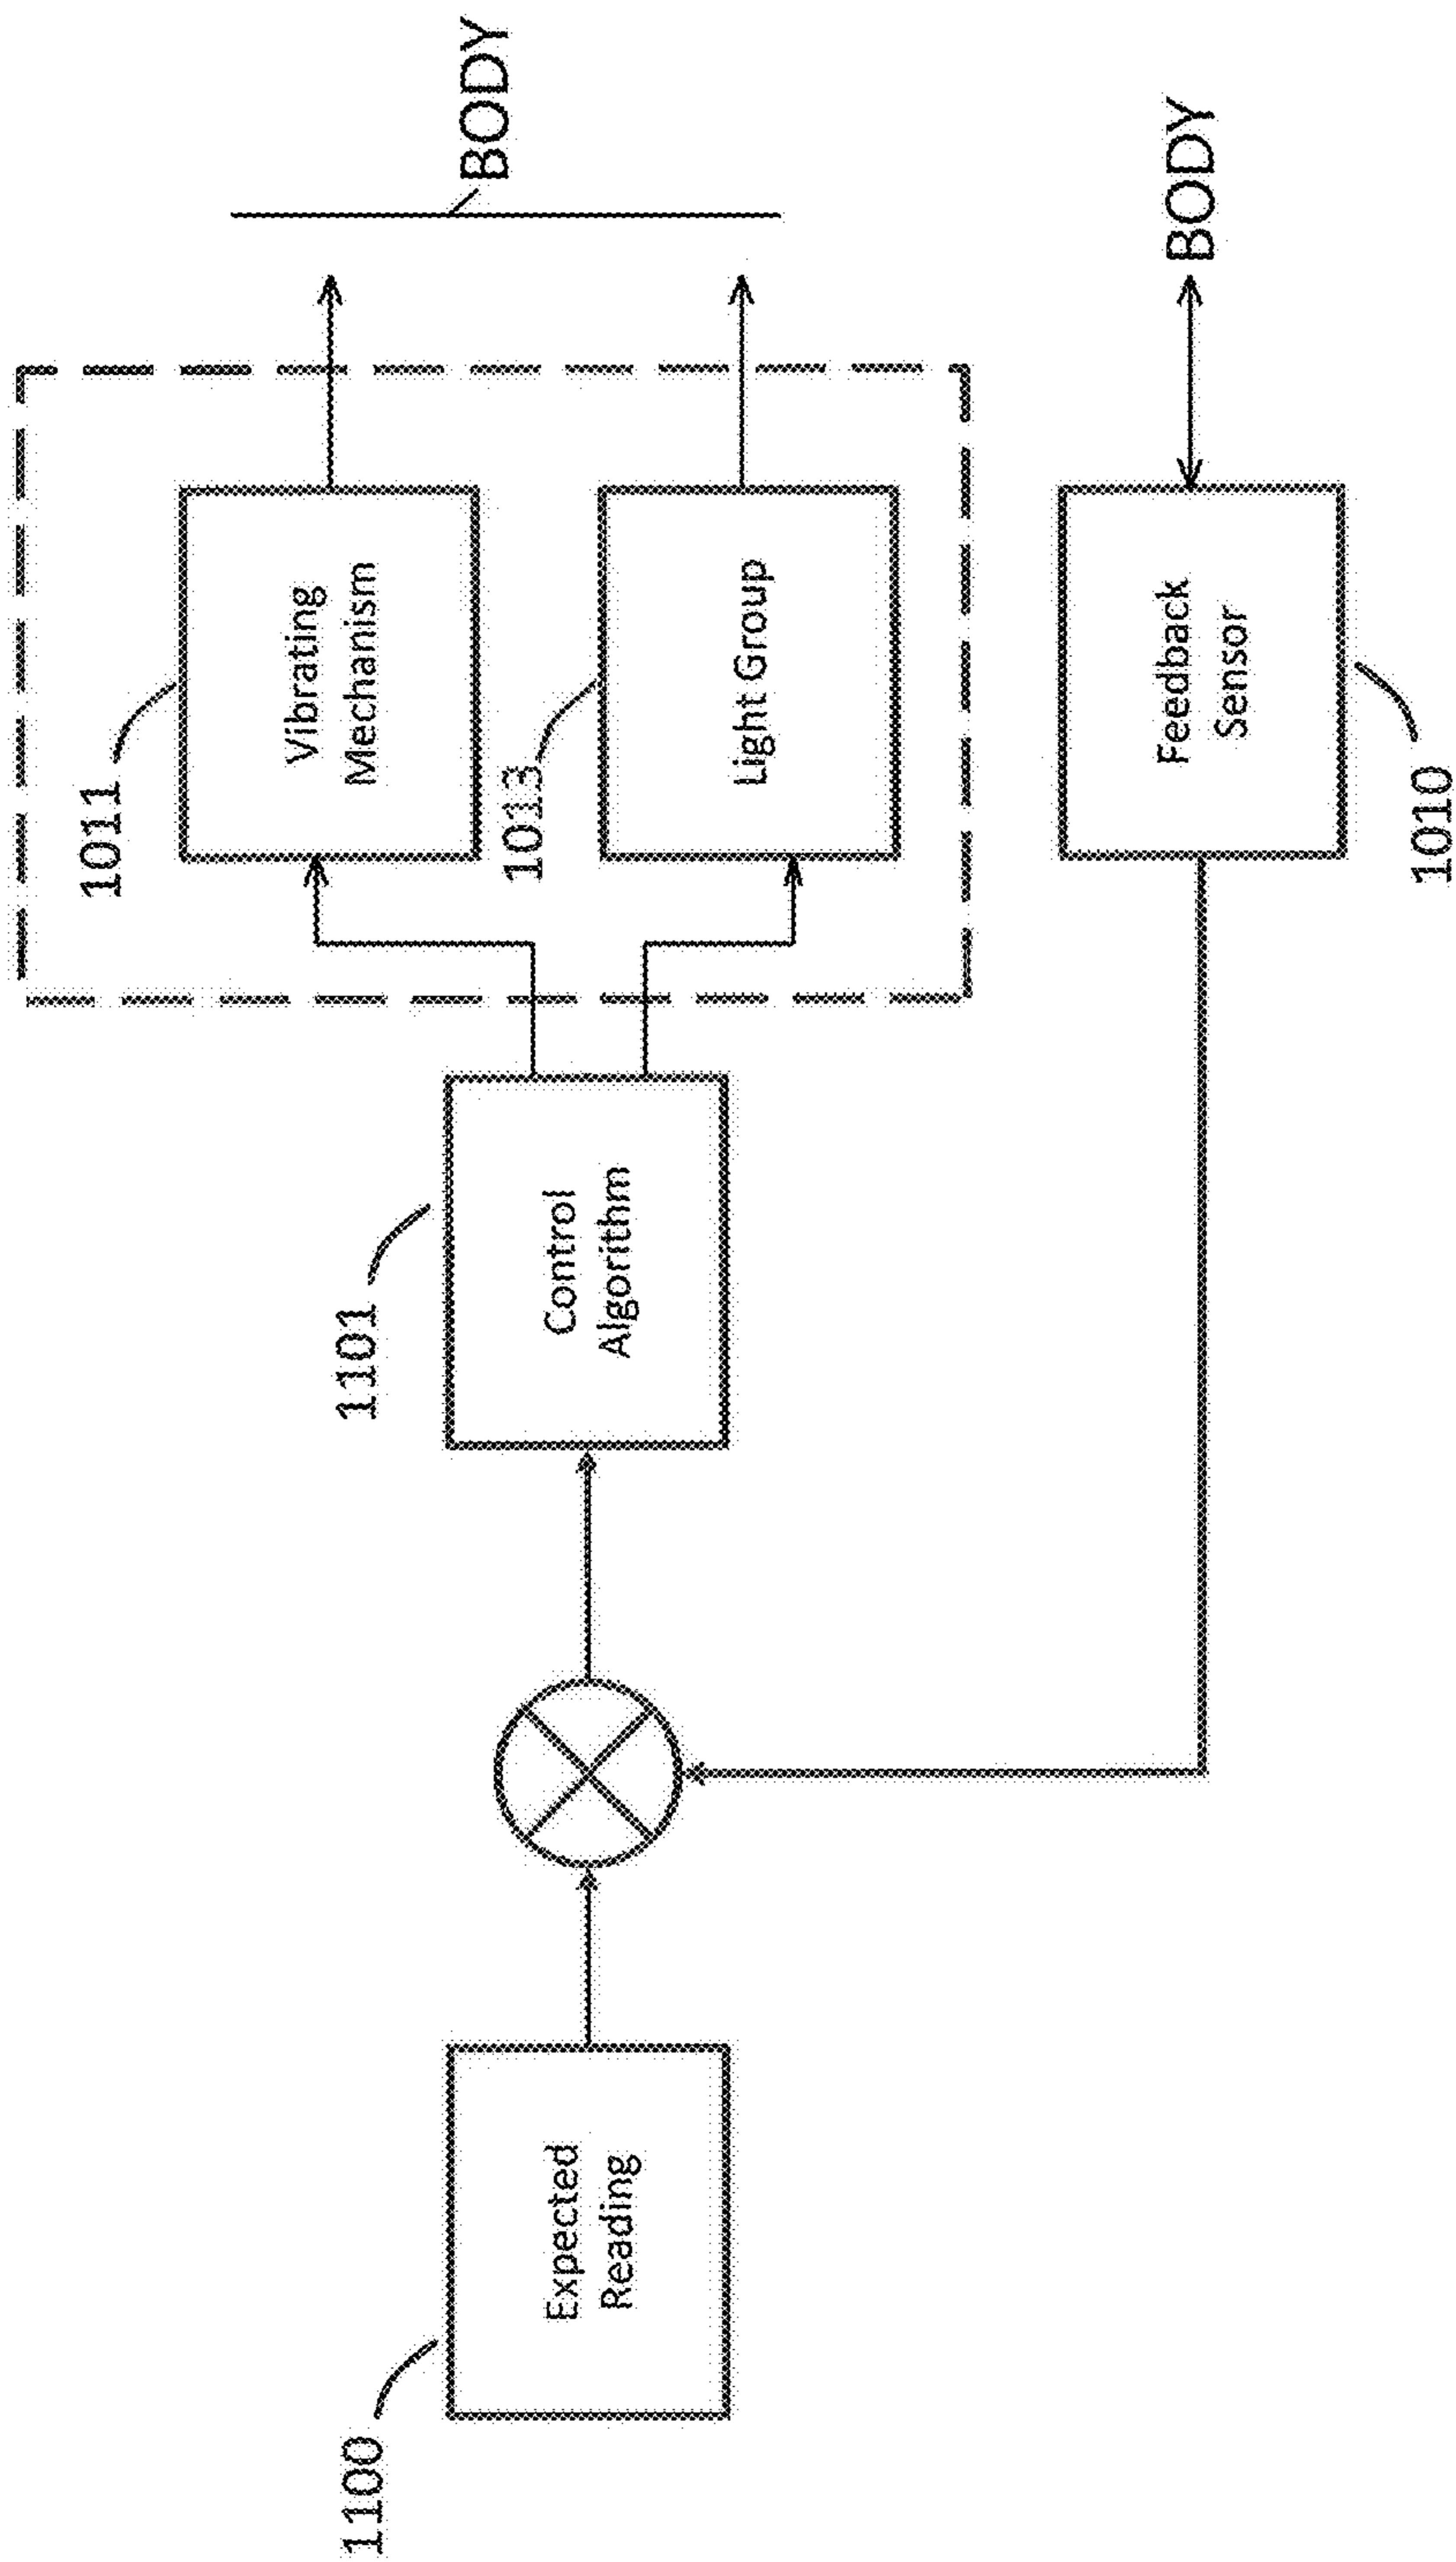 1100
Expected
Reading
1101
Control
Algorithm
1011
Vibrating
Mechanism
1013
Light Group
BODY
Feedback
Sensor
1010
BODY